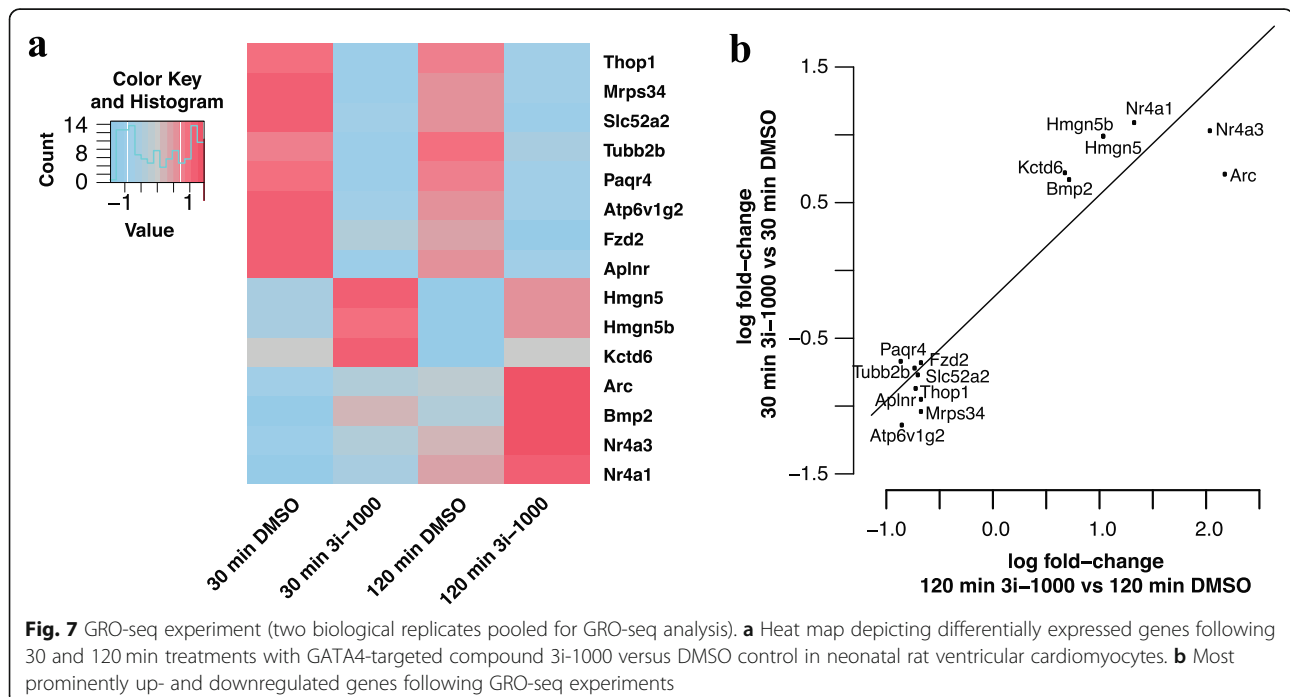 a
Color Key
and Histogram
Count
14
8
4
0
−1
1
Value
Thop1
Mrps34
Slc52a2
Tubb2b
Paqr4
Atp6v1g2
Fzd2
Aplnr
Hmgn5
Hmgn5b
Kctd6
Arc
Bmp2
Nr4a3
Nr4a1
30 min DMSO
30 min 3i−1000
120 min DMSO
120 min 3i−1000
b
log fold−change
30 min 3i−1000 vs 30 min DMSO
1.5
0.5
−0.5
−1.5
Nr4a1
Hmgn5b
Nr4a3
Hmgn5
Kctd6
Arc
Bmp2
Paqr4
Fzd2
Tubb2b
Slc52a2
Thop1
Aplnr
Mrps34
Atp6v1g2
−1.0
0.0
1.0
2.0
log fold−change
120 min 3i−1000 vs 120 min DMSO
Fig. 7 GRO-seq experiment (two biological replicates pooled for GRO-seq analysis). a Heat map depicting differentially expressed genes following
30 and 120 min treatments with GATA4-targeted compound 3i-1000 versus DMSO control in neonatal rat ventricular cardiomyocytes. b Most
prominently up- and downregulated genes following GRO-seq experiments